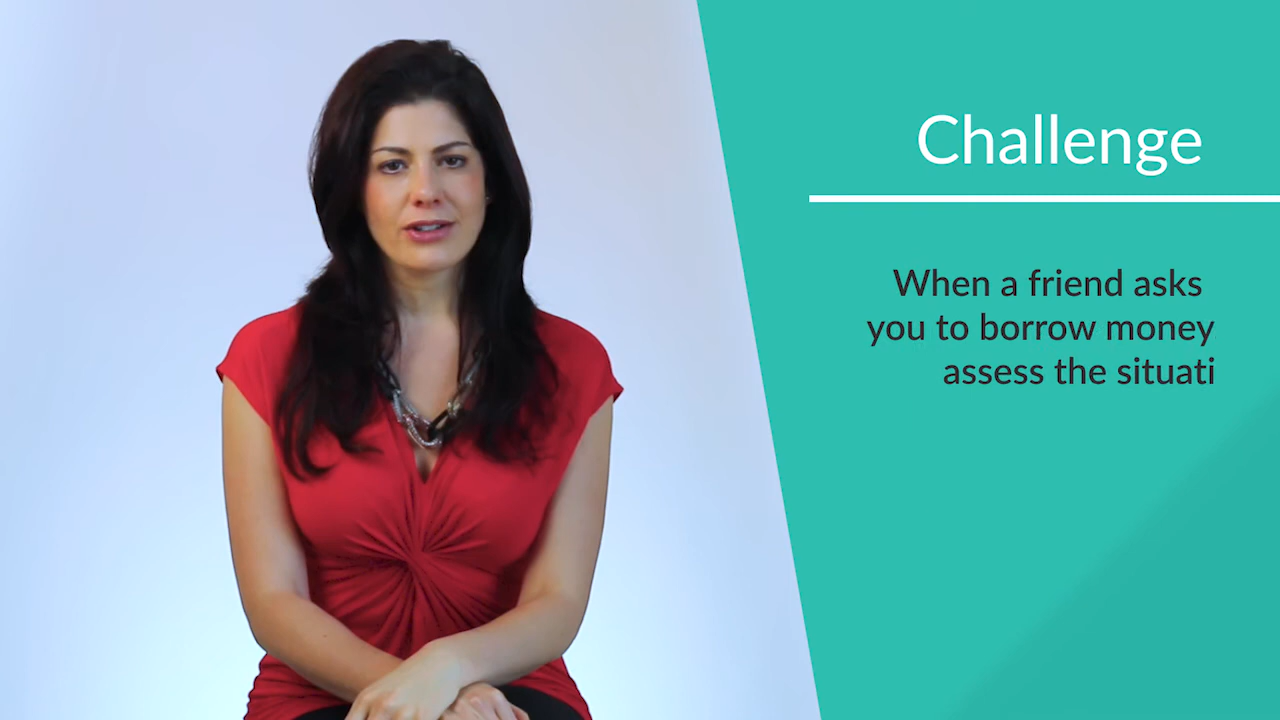 Challenge
When a friend asks
you to borrow money
assess the situati